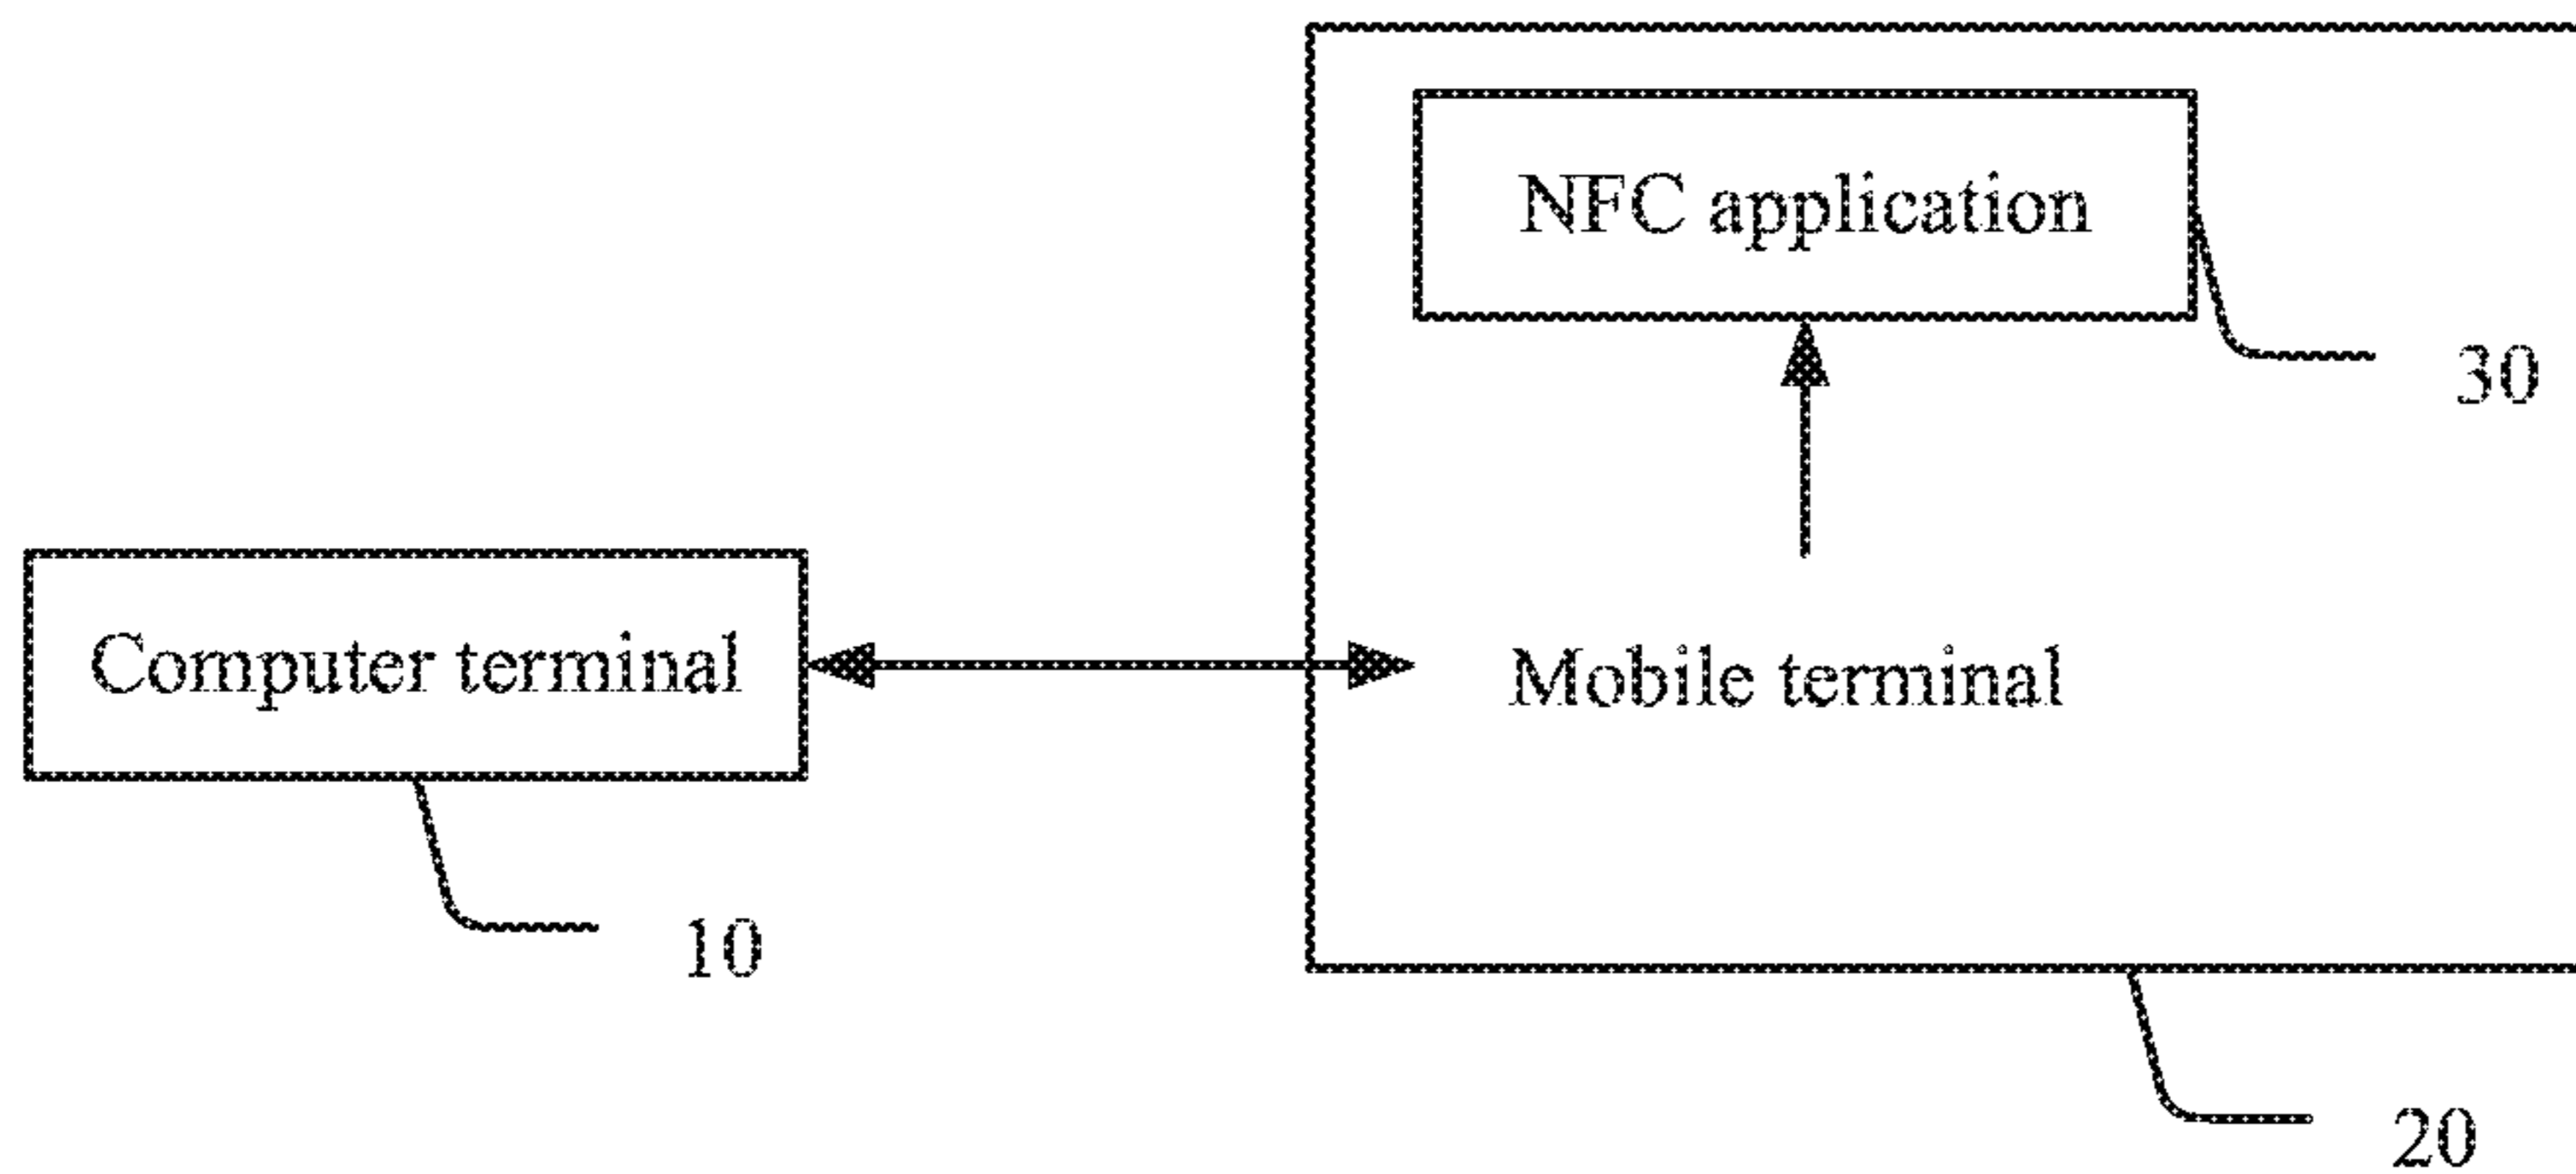 NFC application
30
Computer terminal
Mobile terminal
10
20